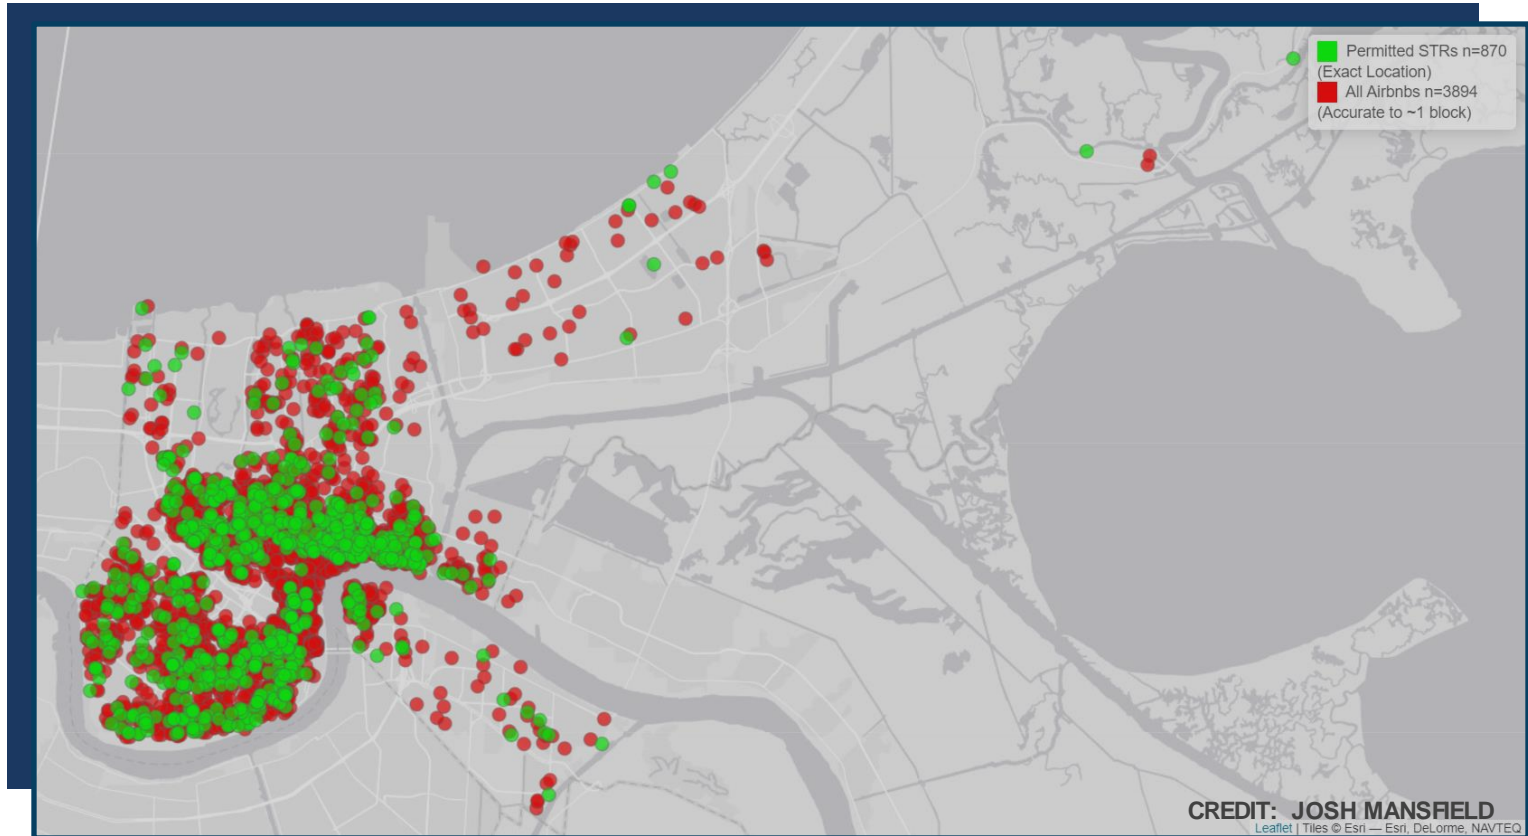 Permitted STRs n=870
(Exact Location)
All Airbnbs n=3894
(Accurate to ~1 block)
CREDIT: JOSH MANSFIELD
Leaflet | Tiles © Esri — Esri, DeLorme, NAVTEQ